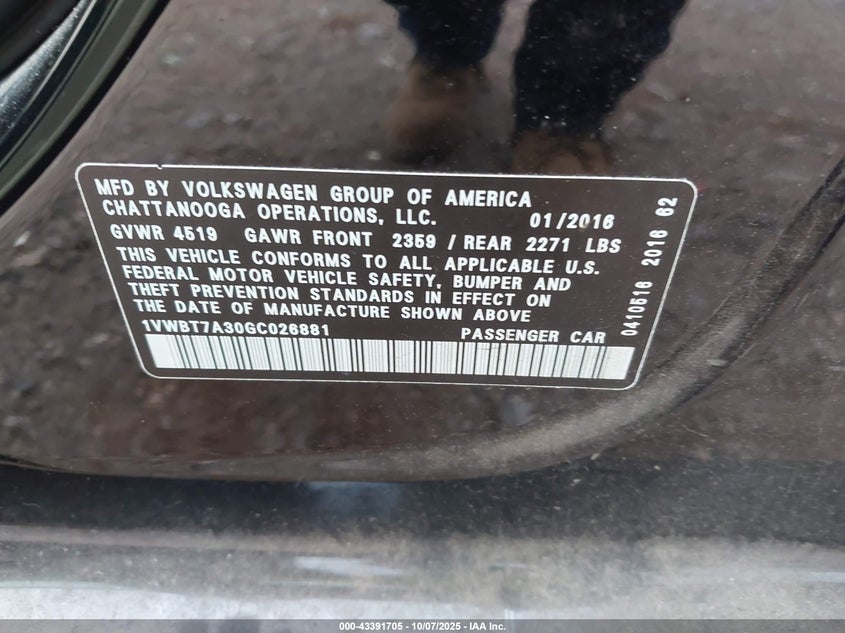 MFD BY VOLKSWAGEN GROUP OF AMERICA
CHATTANOOGA OPERATIONS, LLC. 01/2016
GVWR 4519 GAWR FRONT 2359 / REAR 2271 LBS
THIS VEHICLE CONFORMS TO ALL APPLICABLE U.S.
FEDERAL MOTOR VEHICLE SAFETY, BUMPER AND
THEFT PREVENTION STANDARDS IN EFFECT ON
THE DATE OF MANUFACTURE SHOWN ABOVE
1VWBT7A30GC026881 PASSENGER CAR
0410516 2016 62
000-43391705 - 10/07/2025 - IAA Inc.